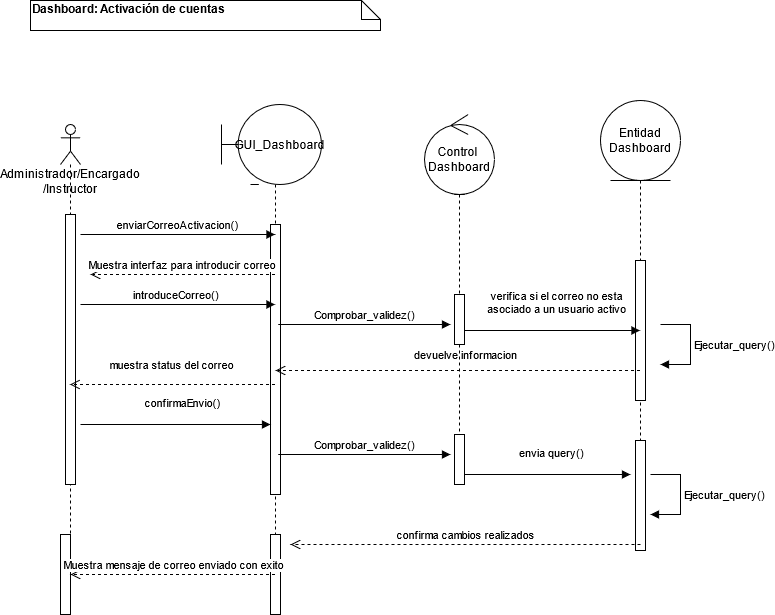 Dashboard: Activación de cuentas
Administrador/Encargado
/Instructor
GUI_Dashboard
Control
Dashboard
Entidad
Dashboard
enviarCorreoActivacion()
Muestra interfaz para introducir correo
introduceCorreo()
Comprobar_validez()
verifica si el correo no esta
asociado a un usuario activo
Ejecutar_query()
devuelve informacion
muestra status del correo
confirmaEnvio()
Comprobar_validez()
envia query()
Ejecutar_query()
confirma cambios realizados
Muestra mensaje de correo enviado con exito